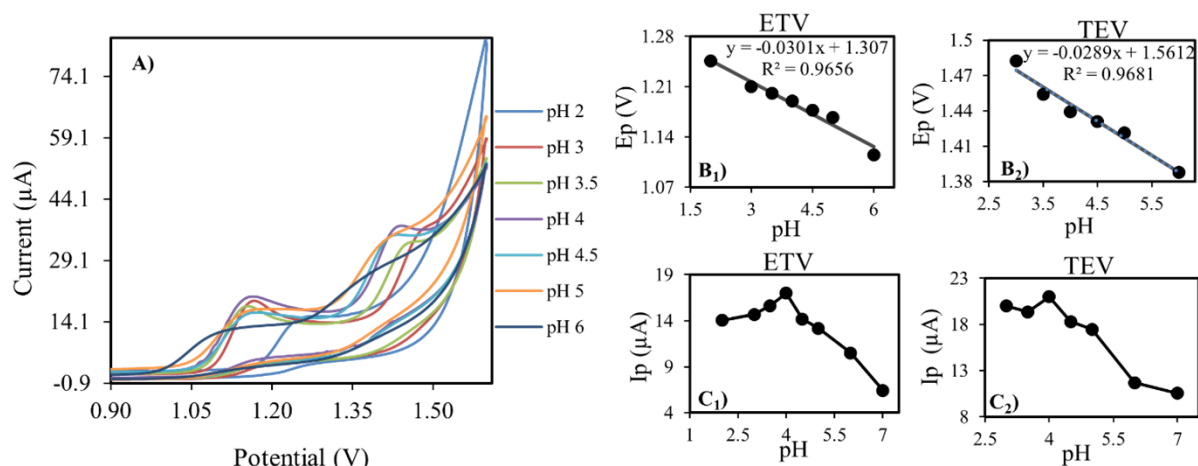 A)
74.1
59.1
44.1
29.1
14.1
-0.9
0.90
1.05
1.20
1.35
1.50
Current (µA)
Potential (V)
pH 2
pH 3
pH 3.5
pH 4
pH 4.5
pH 5
pH 6
ETV
y = -0.0301x + 1.307
R² = 0.9656
1.28
1.21
1.14
1.07
1.5
3
4.5
6
Ep (V)
pH
B₁)
TEV
y = -0.0289x + 1.5612
R² = 0.9681
1.5
1.47
1.44
1.41
1.38
2.5
3.5
4.5
5.5
Ep (V)
pH
B₂)
ETV
19
14
9
4
1
2.5
4
5.5
7
Ip (µA)
pH
C₁)
TEV
23
18
13
8
2.5
4
5.5
7
Ip (µA)
pH
C₂)